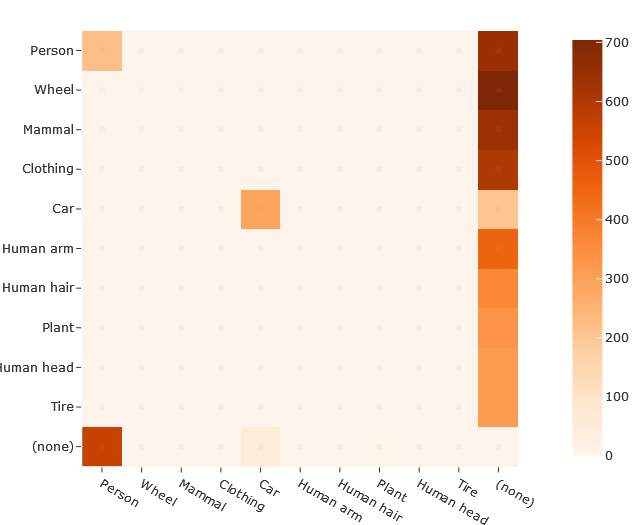 Person
Wheel
Mammal
Clothing
Car
Human arm
Human hair
Plant
Human head
Tire
(none)
Person
Wheel
Mammal
Clothing
Car
Human arm
Human hair
Plant
Human head
Tire
(none)
700
600
500
400
300
200
100
0